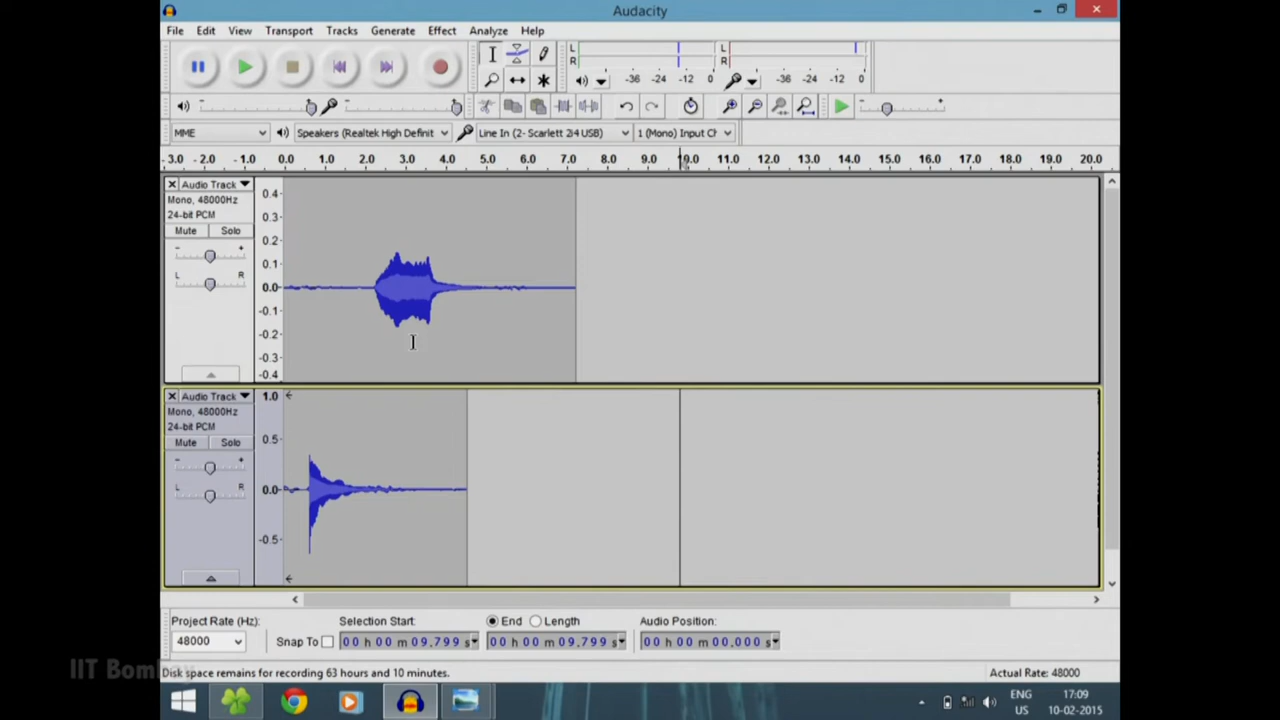 Audacity
File Edit View Transport Tracks Generate Effect Analyze Help
L
R
-36 -24 -12 0
L
R
-36 -24 -12 0
MME Speakers (Realtek High Definit Line In (2- Scarlett 2i4 USB) 1 (Mono) Input Ch
- 3.0 - 2.0 - 1.0 0.0 1.0 2.0 3.0 4.0 5.0 6.0 7.0 8.0 9.0 10.0 11.0 12.0 13.0 14.0 15.0 16.0 17.0 18.0 19.0 20.0
Audio Track
Mono, 48000Hz
24-bit PCM
Mute Solo
- +
L R
0.4
0.3
0.2
0.1
0.0
-0.1
-0.2
-0.3
-0.4
Audio Track
Mono, 48000Hz
24-bit PCM
Mute Solo
- +
L R
1.0
0.5
0.0
-0.5
Project Rate (Hz): Selection Start: End Length Audio Position:
48000 Snap To 00 h 00 m 09.799 s 00 h 00 m 09.799 s 00 h 00 m 00.000 s
IIT Bombay
Disk space remains for recording 63 hours and 10 minutes. Actual Rate: 48000
ENG 17:09
US 10-02-2015